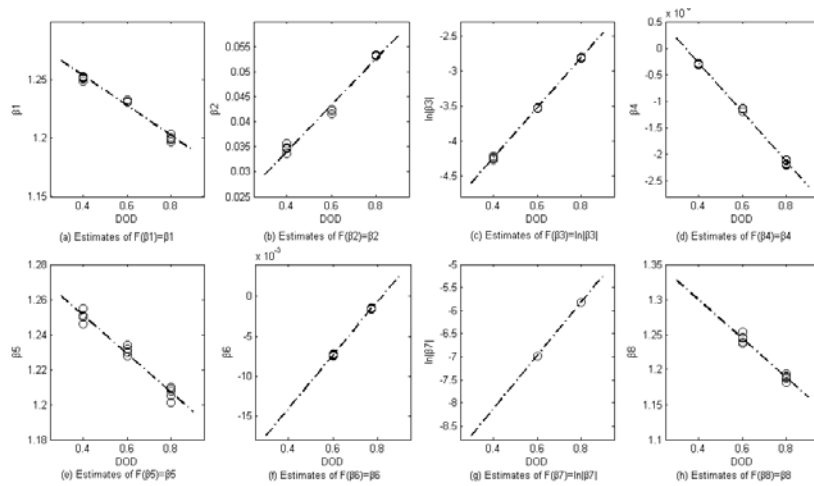 x 10⁻
β1
1.25
1.2
1.15
0.4 0.6 0.8
DOD
(a) Estimates of F(β1)=β1
β2
0.055
0.05
0.045
0.04
0.035
0.03
0.025
0.4 0.6 0.8
DOD
(b) Estimates of F(β2)=β2
ln|β3|
-2.5
-3
-3.5
-4
-4.5
0.4 0.6 0.8
DOD
(c) Estimates of F(β3)=ln|β3|
β4
0.5
0
-0.5
-1
-1.5
-2
-2.5
0.4 0.6 0.8
DOD
(d) Estimates of F(β4)=β4
β5
1.28
1.26
1.24
1.22
1.2
1.18
0.4 0.6 0.8
DOD
(e) Estimates of F(β5)=β5
x 10
β6
0
-5
-10
-15
0.4 0.6 0.8
DOD
(f) Estimates of F(β6)=β6
ln|β7|
-5
-5.5
-6
-6.5
-7
-7.5
-8
-8.5
0.4 0.6 0.8
DOD
(g) Estimates of F(β7)=ln|β7|
β8
1.35
1.3
1.25
1.2
1.15
1.1
0.4 0.6 0.8
DOD
(h) Estimates of F(β8)=β8